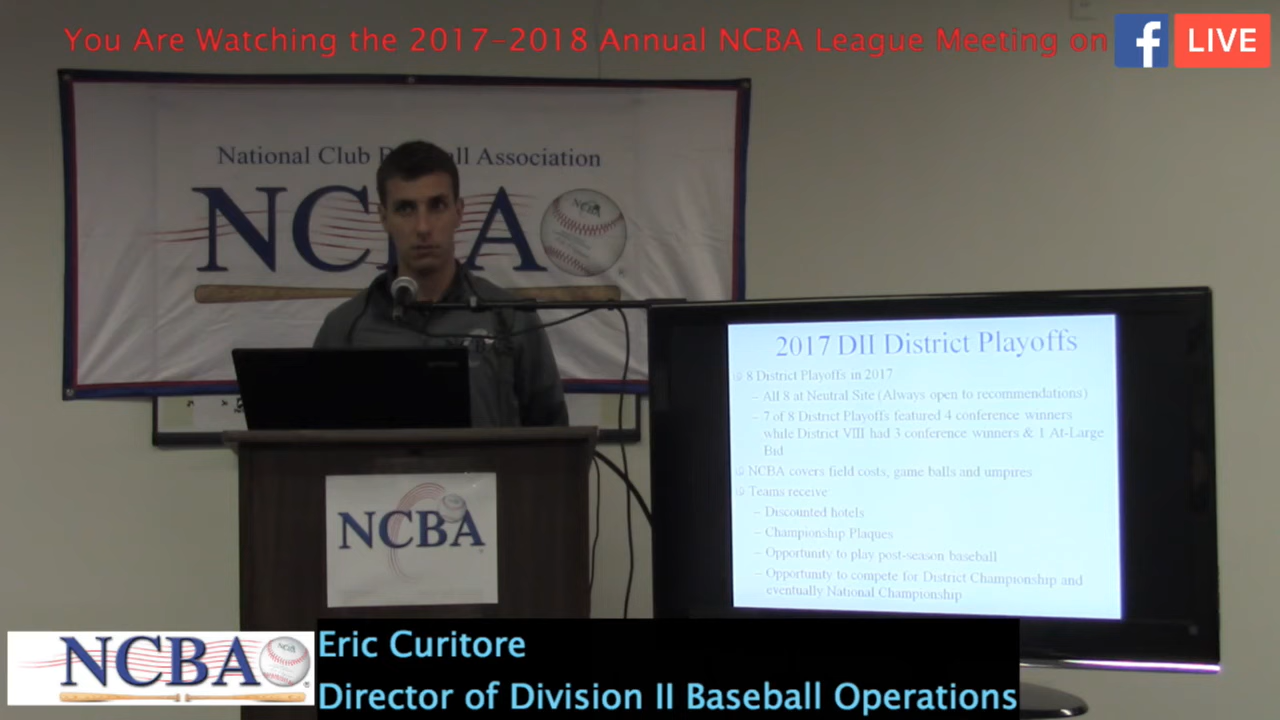 You Are Watching the 2017-2018 Annual NCBA League Meeting on f LIVE
National Club B all Association
NCBA
NCBA
2017 DII District Playoffs
8 District Playoffs in 2017
– All 8 at Neutral Site (Always open to recommendations)
– 7 of 8 District Playoffs featured 4 conference winners
while District VIII had 3 conference winners & 1 At-Large
Bid
NCBA covers field costs, game balls and umpires
Teams receive
– Discounted hotels
– Championship Plaques
– Opportunity to play post-season baseball
– Opportunity to compete for District Championship and
eventually National Championship
NCBA
NCBA
Eric Curitore
Director of Division II Baseball Operations